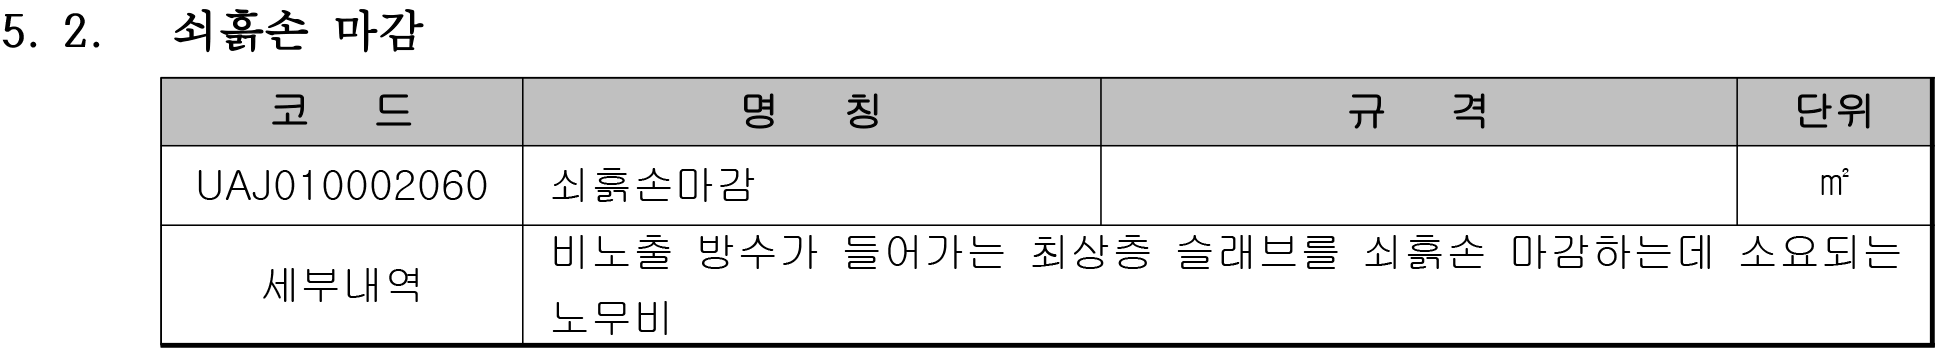 5. 2. 쇠흙손 마감
코 드 명 칭 규 격 단위
UAJ010002060 쇠흙손마감 ㎡
세부내역 비노출 방수가 들어가는 최상층 슬래브를 쇠흙손 마감하는데 소요되는
노무비